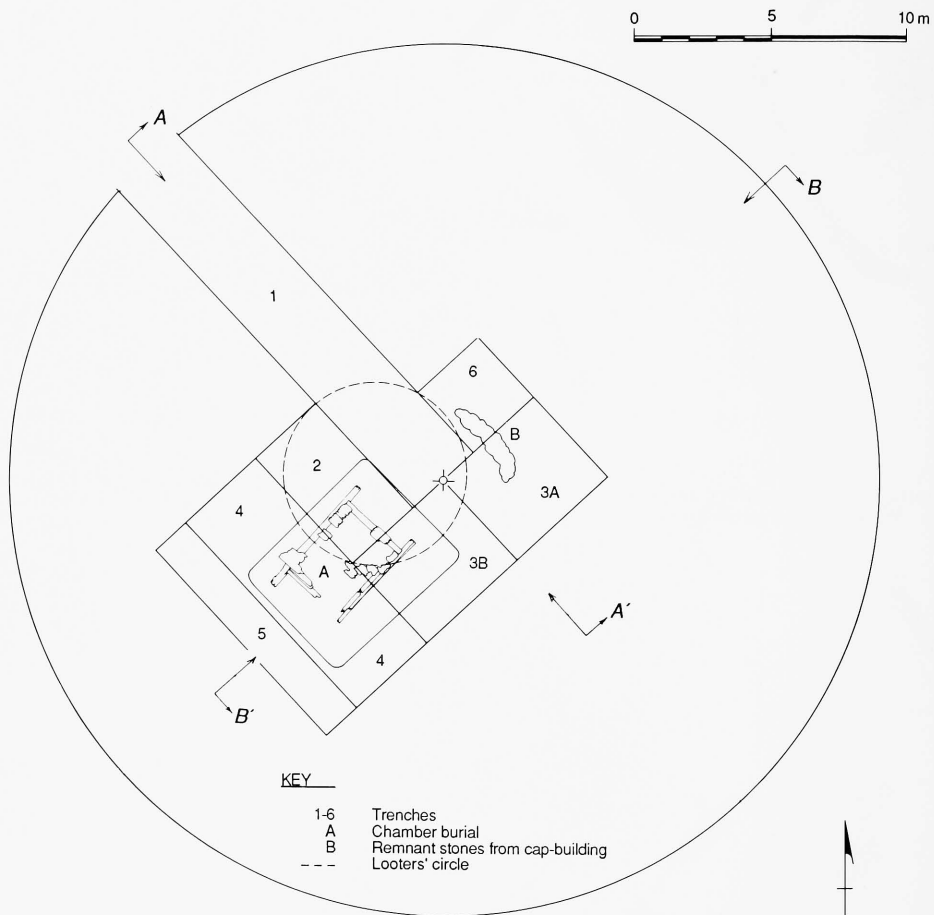 0 5 10 m
A
B
1
6
B
3A
2
4
3B
A
A´
5
4
B´
KEY
1-6 Trenches
A Chamber burial
B Remnant stones from cap-building
--- Looters' circle